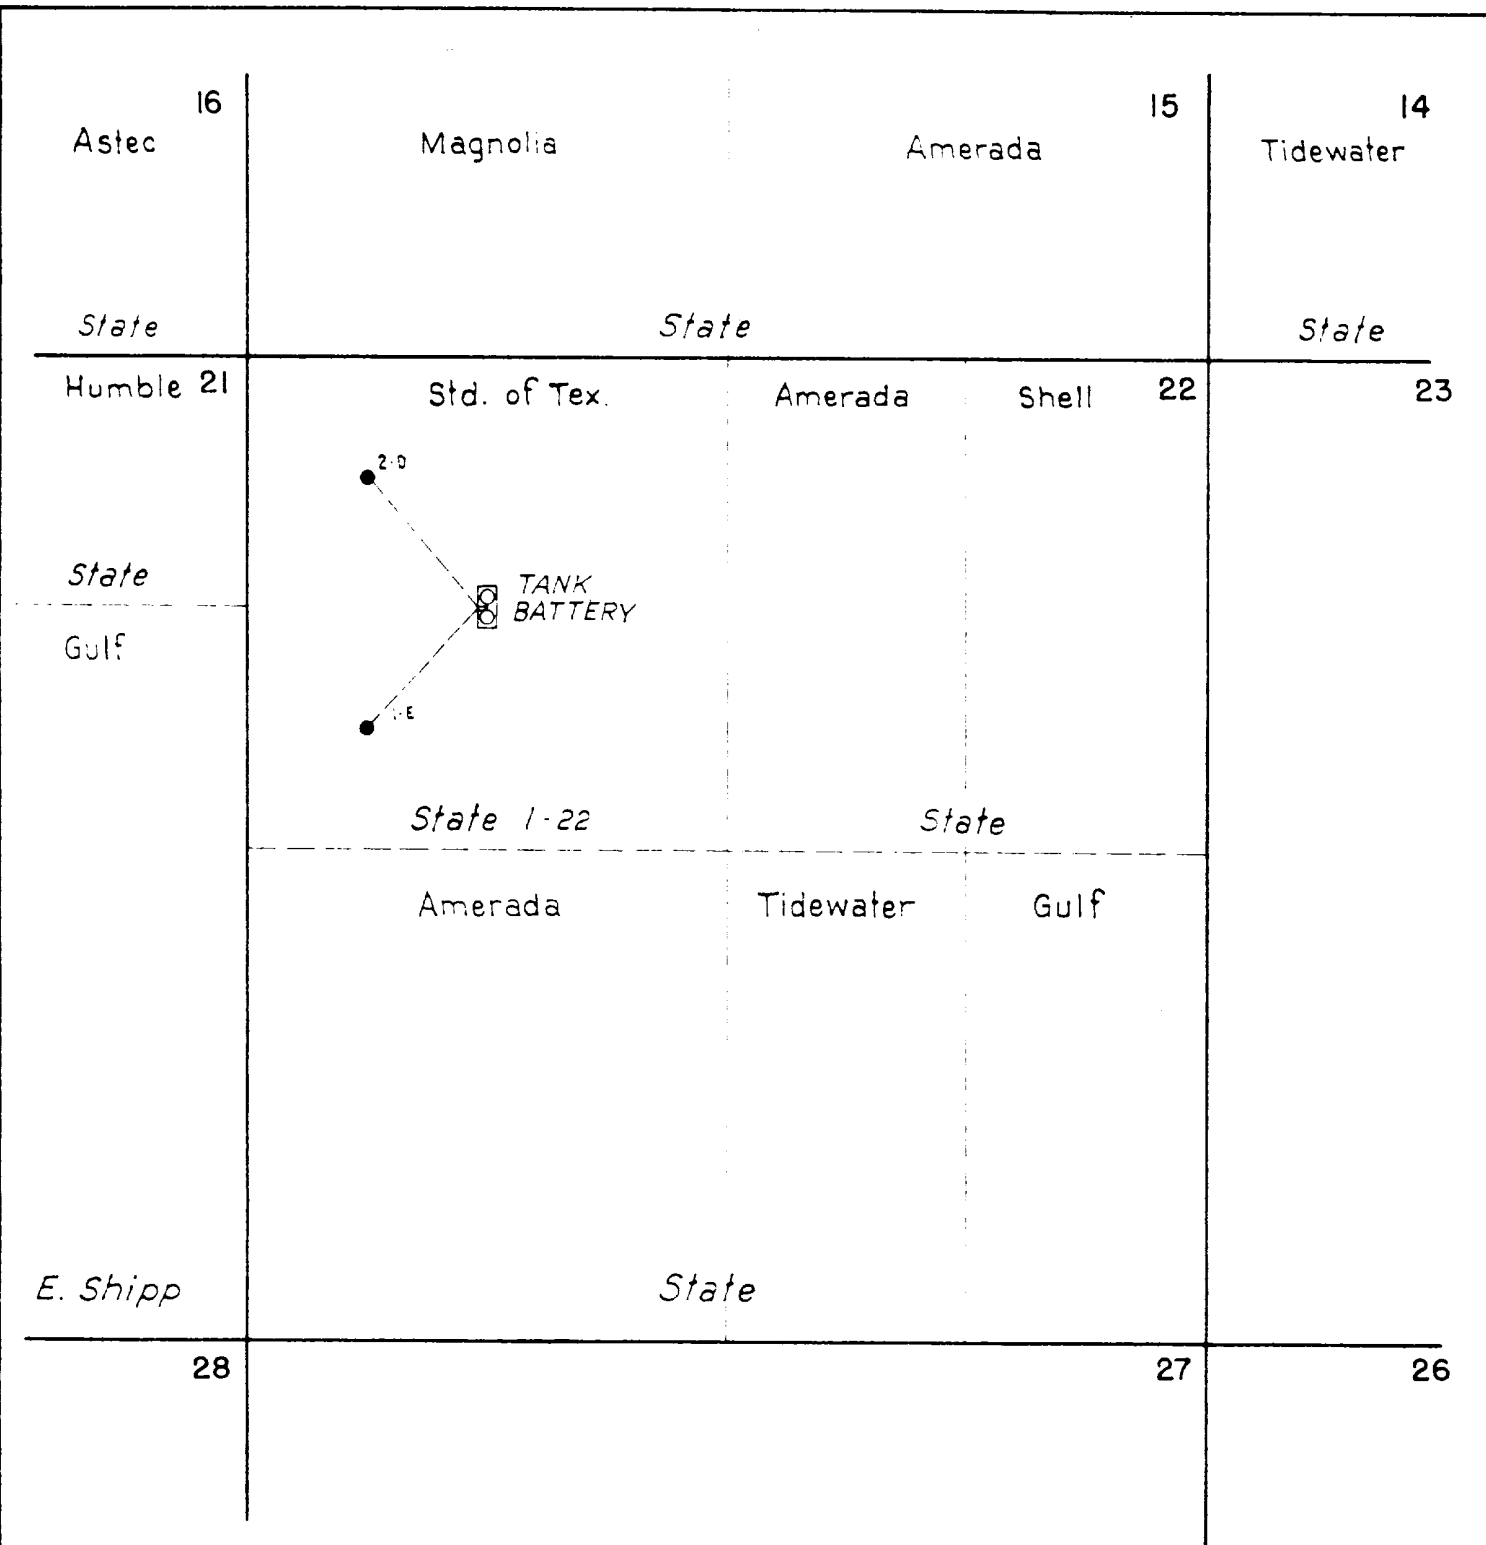 16
15
14
Astec
Magnolia
Amerada
Tidewater
State
State
State
Humble 21
Std. of Tex.
Amerada
Shell
22
23
2-D
State
TANK
BATTERY
Gulf
1-E
State 1-22
State
Amerada
Tidewater
Gulf
E. Shipp
State
28
27
26